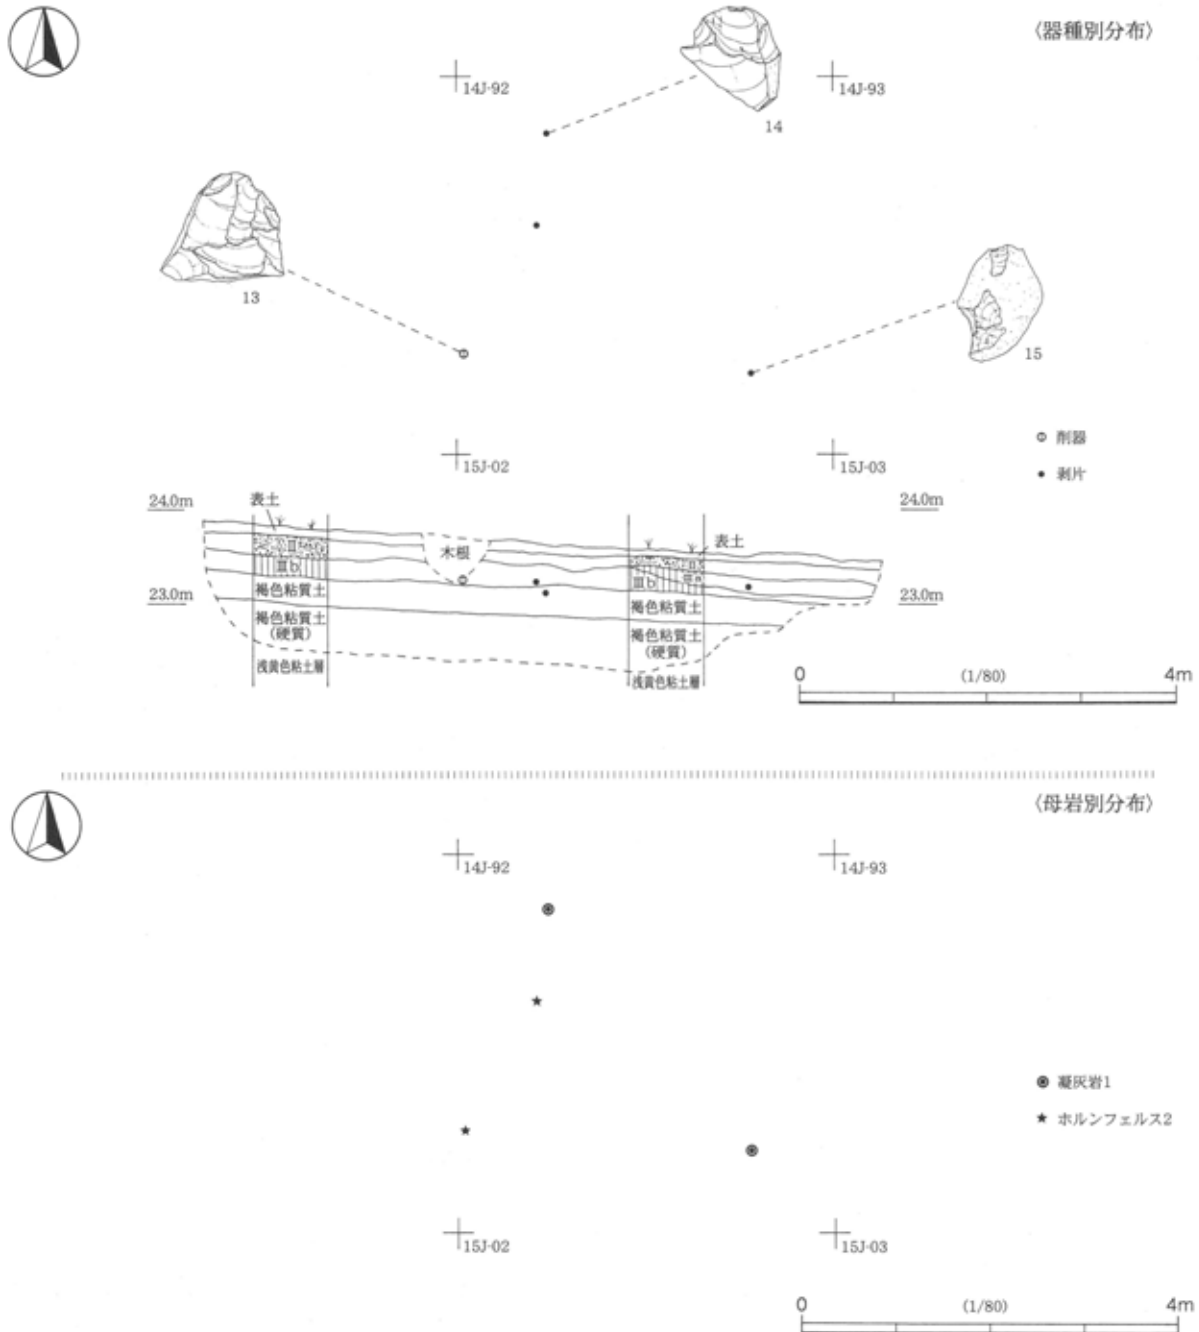 〈器種別分布〉
14J-92
14J-93
14
13
15
削器
剥片
15J-02
15J-03
24.0m
表土
24.0m
木根
表土
Ⅱ
Ⅲb
Ⅲb
23.0m
褐色粘質土
褐色粘質土
23.0m
褐色粘質土
(硬質)
褐色粘質土
(硬質)
浅黄色粘土層
浅黄色粘土層
0
(1/80)
4m
〈母岩別分布〉
14J-92
14J-93
凝灰岩1
ホルンフェルス2
15J-02
15J-03
0
(1/80)
4m